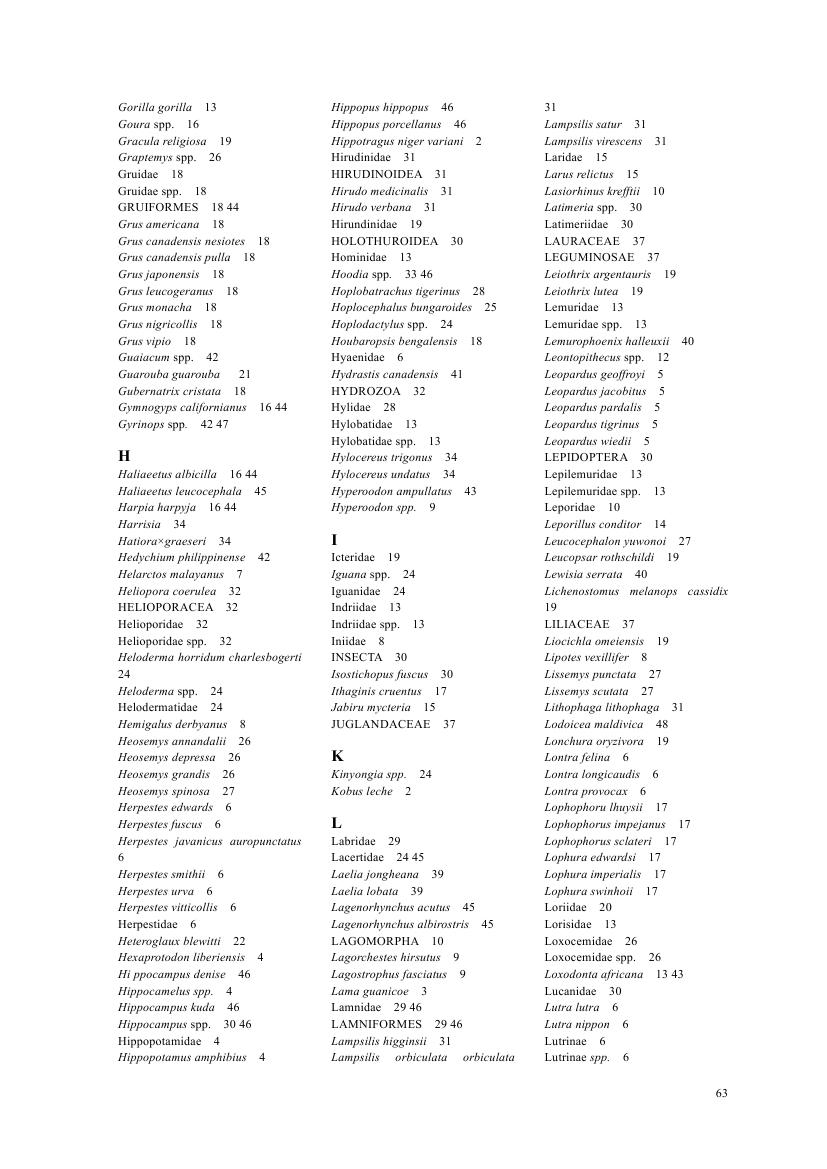 Gorilla gorilla 13
Goura spp. 16
Gracula religiosa 19
Graptemys spp. 26
Gruidae 18
Gruidae spp. 18
GRUIFORMES 18 44
Grus americana 18
Grus canadensis nesiotes 18
Grus canadensis pulla 18
Grus japonensis 18
Grus leucogeranus 18
Grus monacha 18
Grus nigricollis 18
Grus vipio 18
Guaiacum spp. 42
Guarouba guarouba 21
Gubernatrix cristata 18
Gymnogyps californianus 16 44
Gyrinops spp. 42 47
H
Haliaeetus albicilla 16 44
Haliaeetus leucocephala 45
Harpia harpyja 16 44
Harrisia 34
Hatiora×graeseri 34
Hedychium philippinense 42
Helarctos malayanus 7
Heliopora coerulea 32
HELIOPORACEA 32
Helioporidae 32
Helioporidae spp. 32
Heloderma horridum charlesbogerti
24
Heloderma spp. 24
Helodermatidae 24
Hemigalus derbyanus 8
Heosemys annandalii 26
Heosemys depressa 26
Heosemys grandis 26
Heosemys spinosa 27
Herpestes edwards 6
Herpestes fuscus 6
Herpestes javanicus auropunctatus
6
Herpestes smithii 6
Herpestes urva 6
Herpestes vitticollis 6
Herpestidae 6
Heteroglaux blewitti 22
Hexaprotodon liberiensis 4
Hi ppocampus denise 46
Hippocamelus spp. 4
Hippocampus kuda 46
Hippocampus spp. 30 46
Hippopotamidae 4
Hippopotamus amphibius 4
Hippopus hippopus 46
Hippopus porcellanus 46
Hippotragus niger variani 2
Hirudinidae 31
HIRUDINOIDEA 31
Hirudo medicinalis 31
Hirudo verbana 31
Hirundinidae 19
HOLOTHUROIDEA 30
Hominidae 13
Hoodia spp. 33 46
Hoplobatrachus tigerinus 28
Hoplocephalus bungaroides 25
Hoplodactylus spp. 24
Houbaropsis bengalensis 18
Hyaenidae 6
Hydrastis canadensis 41
HYDROZOA 32
Hylidae 28
Hylobatidae 13
Hylobatidae spp. 13
Hylocereus trigonus 34
Hylocereus undatus 34
Hyperoodon ampullatus 43
Hyperoodon spp. 9
I
Icteridae 19
Iguana spp. 24
Iguanidae 24
Indriidae 13
Indriidae spp. 13
Iniidae 8
INSECTA 30
Isostichopus fuscus 30
Ithaginis cruentus 17
Jabiru mycteria 15
JUGLANDACEAE 37
K
Kinyongia spp. 24
Kobus leche 2
L
Labridae 29
Lacertidae 24 45
Laelia jongheana 39
Laelia lobata 39
Lagenorhynchus acutus 45
Lagenorhynchus albirostris 45
LAGOMORPHA 10
Lagorchestes hirsutus 9
Lagostrophus fasciatus 9
Lama guanicoe 3
Lamnidae 29 46
LAMNIFORMES 29 46
Lampsilis higginsii 31
Lampsilis orbiculata orbiculata
31
Lampsilis satur 31
Lampsilis virescens 31
Laridae 15
Larus relictus 15
Lasiorhinus krefftii 10
Latimeria spp. 30
Latimeriidae 30
LAURACEAE 37
LEGUMINOSAE 37
Leiothrix argentauris 19
Leiothrix lutea 19
Lemuridae 13
Lemuridae spp. 13
Lemurophoenix halleuxii 40
Leontopithecus spp. 12
Leopardus geoffroyi 5
Leopardus jacobitus 5
Leopardus pardalis 5
Leopardus tigrinus 5
Leopardus wiedii 5
LEPIDOPTERA 30
Lepilemuridae 13
Lepilemuridae spp. 13
Leporidae 10
Leporillus conditor 14
Leucocephalon yuwonoi 27
Leucopsar rothschildi 19
Lewisia serrata 40
Lichenostomus melanops cassidix
19
LILIACEAE 37
Liocichla omeiensis 19
Lipotes vexillifer 8
Lissemys punctata 27
Lissemys scutata 27
Lithophaga lithophaga 31
Lodoicea maldivica 48
Lonchura oryzivora 19
Lontra felina 6
Lontra longicaudis 6
Lontra provocax 6
Lophophoru lhuysii 17
Lophophorus impejanus 17
Lophophorus sclateri 17
Lophura edwardsi 17
Lophura imperialis 17
Lophura swinhoii 17
Loriidae 20
Lorisidae 13
Loxocemidae 26
Loxocemidae spp. 26
Loxodonta africana 13 43
Lucanidae 30
Lutra lutra 6
Lutra nippon 6
Lutrinae 6
Lutrinae spp. 6
63